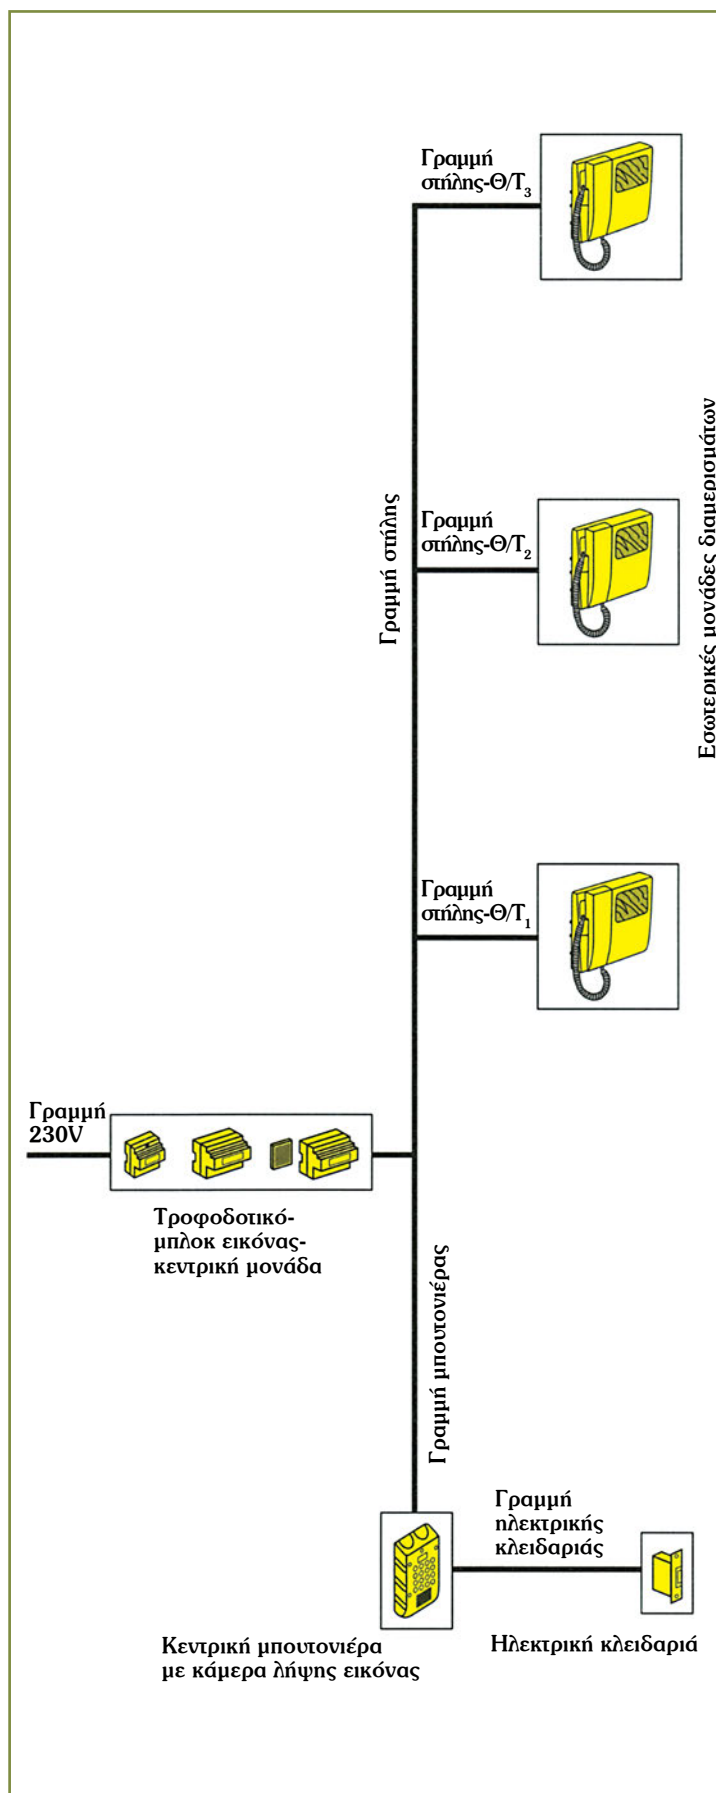 Γραμμή
στήλης-Θ/Τ₃
Γραμμή στήλης
Γραμμή
στήλης-Θ/Τ₂
Εσωτερικές μονάδες διαμερισμάτων
Γραμμή
στήλης-Θ/Τ₁
Γραμμή
230V
Τροφοδοτικό-
μπλοκ εικόνας-
κεντρική μονάδα
Γραμμή μπουτονιέρας
Γραμμή
ηλεκτρικής
κλειδαριάς
Κεντρική μπουτονιέρα
με κάμερα λήψης εικόνας
Ηλεκτρική κλειδαριά